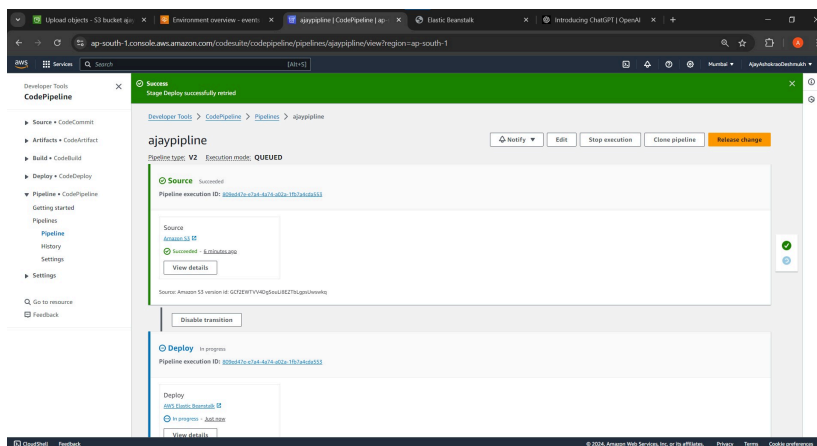 Upload objects - S3 bucket ajay
Environment overview - events
ajaypipline | CodePipeline | ap-
Elastic Beanstalk
Introducing ChatGPT | OpenAI
ap-south-1.console.aws.amazon.com/codesuite/codepipeline/pipelines/ajaypipline/view?region=ap-south-1
aws Services Search [Alt+S] Mumbai AjayAshokraoDeshmukh
Developer Tools
CodePipeline
Source • CodeCommit
Artifacts • CodeArtifact
Build • CodeBuild
Deploy • CodeDeploy
Pipeline • CodePipeline
Getting started
Pipelines
Pipeline
History
Settings
Settings
Go to resource
Feedback
Success
Stage Deploy successfully retried
Developer Tools > CodePipeline > Pipelines > ajaypipline
ajaypipline
Notify Edit Stop execution Clone pipeline Release change
Pipeline type: V2 Execution mode: QUEUED
Source Succeeded
Pipeline execution ID:
Source
Amazon S3
Succeeded - 6 minutes ago
View details
Source: Amazon S3 version id:
Disable transition
Deploy In progress
Pipeline execution ID:
Deploy
AWS Elastic Beanstalk
In progress - Just now
View details
CloudShell Feedback © 2024, Amazon Web Services, Inc. or its affiliates. Privacy Terms Cookie preferences